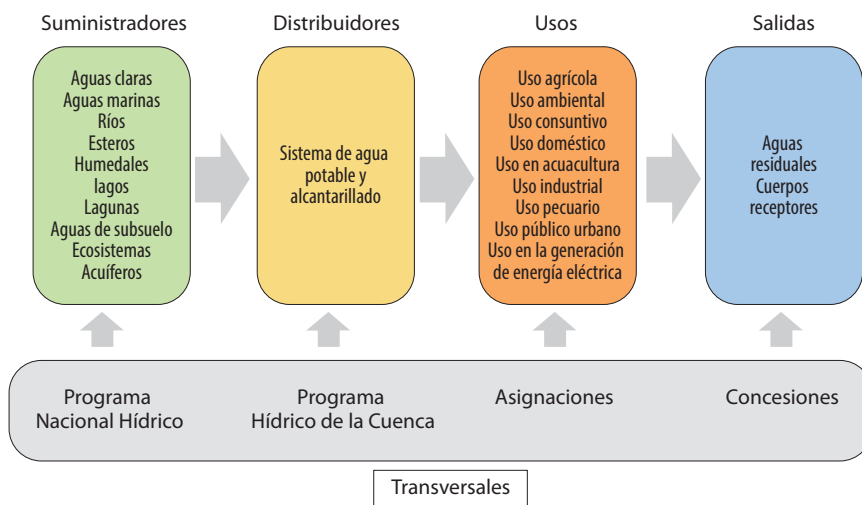 Suministradores
Aguas claras
Aguas marinas
Ríos
Esteros
Humedales
lagos
Lagunas
Aguas de subsuelo
Ecosistemas
Acuíferos
Distribuidores
Sistema de agua
potable y
alcantarillado
Usos
Uso agrícola
Uso ambiental
Uso consuntivo
Uso doméstico
Uso en acuacultura
Uso industrial
Uso pecuario
Uso público urbano
Uso en la generación
de energía eléctrica
Salidas
Aguas
residuales
Cuerpos
receptores
Programa
Nacional Hídrico
Programa
Hídrico de la Cuenca
Asignaciones
Concesiones
Transversales